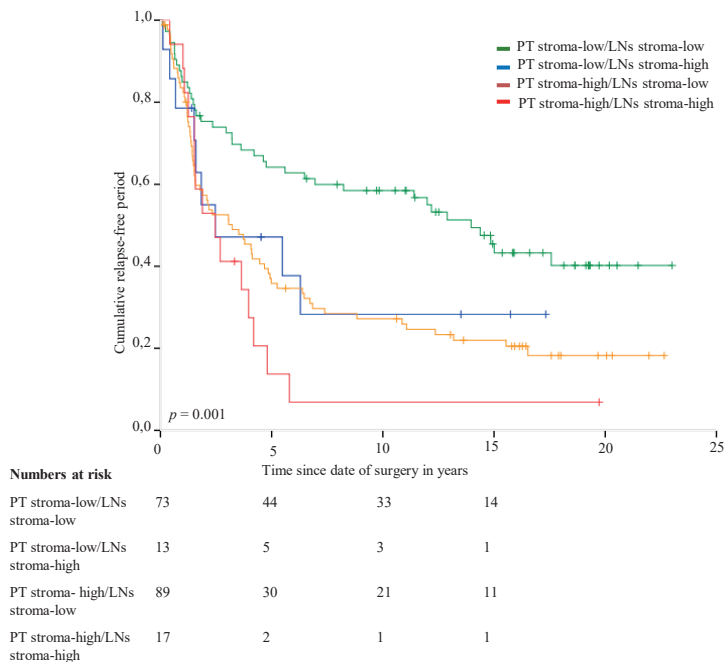 1,0
0,8
0,6
0,4
0,2
0,0
Cumulative relapse-free period
PT stroma-low/LNs stroma-low
PT stroma-low/LNs stroma-high
PT stroma-high/LNs stroma-low
PT stroma-high/LNs stroma-high
p = 0.001
0 5 10 15 20 25
Time since date of surgery in years
Numbers at risk
PT stroma-low/LNs 73 44 33 14
stroma-low
PT stroma-low/LNs 13 5 3 1
stroma-high
PT stroma- high/LNs 89 30 21 11
stroma-low
PT stroma-high/LNs 17 2 1 1
stroma-high